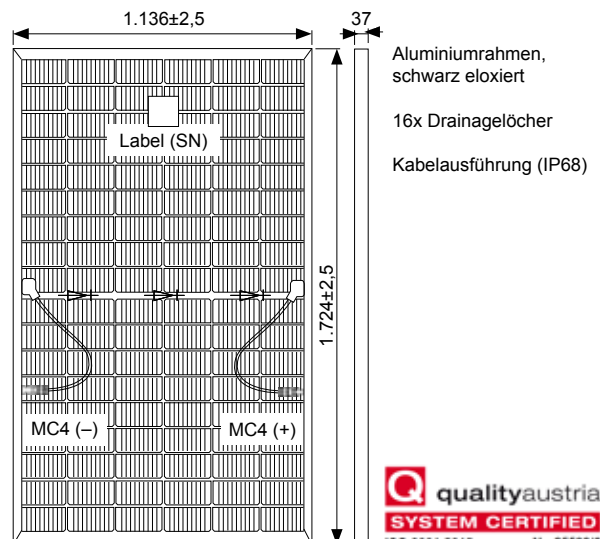 1.136±2,5
37
Aluminiumrahmen,
schwarz eloxiert
16x Drainagelöcher
Kabelausführung (IP68)
Label (SN)
1.724±2,5
MC4 (–)
MC4 (+)
Q qualityaustria
SYSTEM CERTIFIED